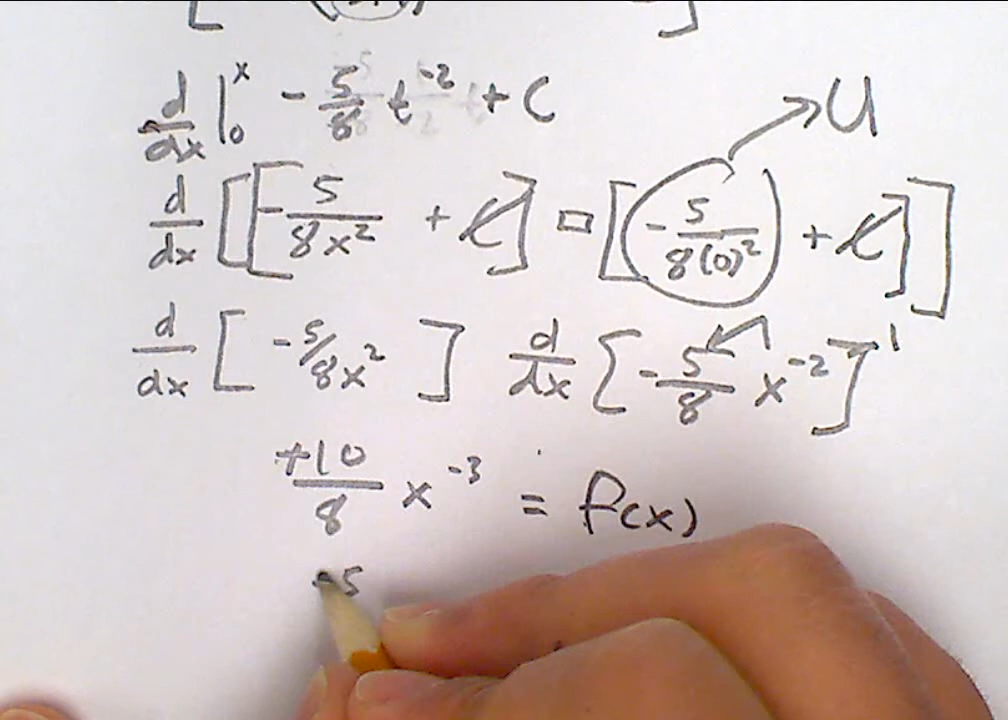 d/dx |₀ˣ - 5/8 t⁻² + C → U
d/dx [[- 5/8x² + C] - [- 5/8(0)² + C]]
d/dx [ - 5/8x² ] d/dx [- 5/8 x⁻²]'
+10/8 x⁻³ = f(x)
5